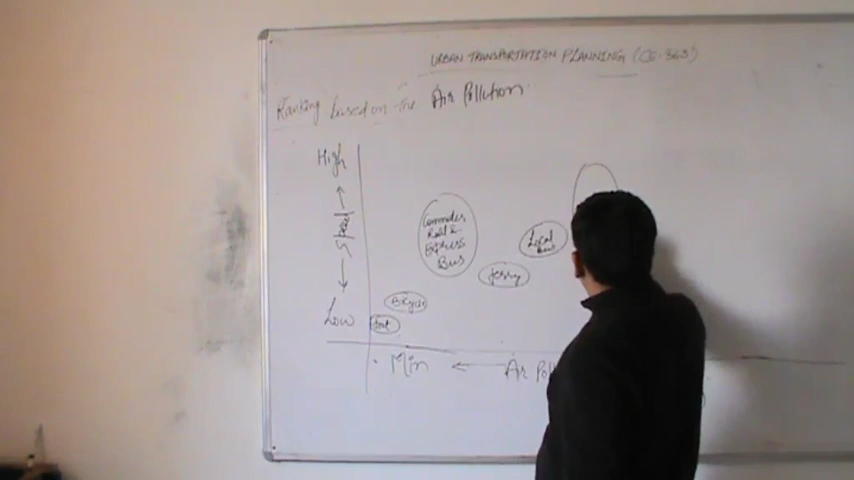 URBAN TRANSPORTATION PLANNING (CE-363)
Ranking based on the Air Pollution
High
Speed
Low
Commuter
Rail &
Express
Bus
Local
Bus
Ferry
Bicycle
foot
Min
Air Poll